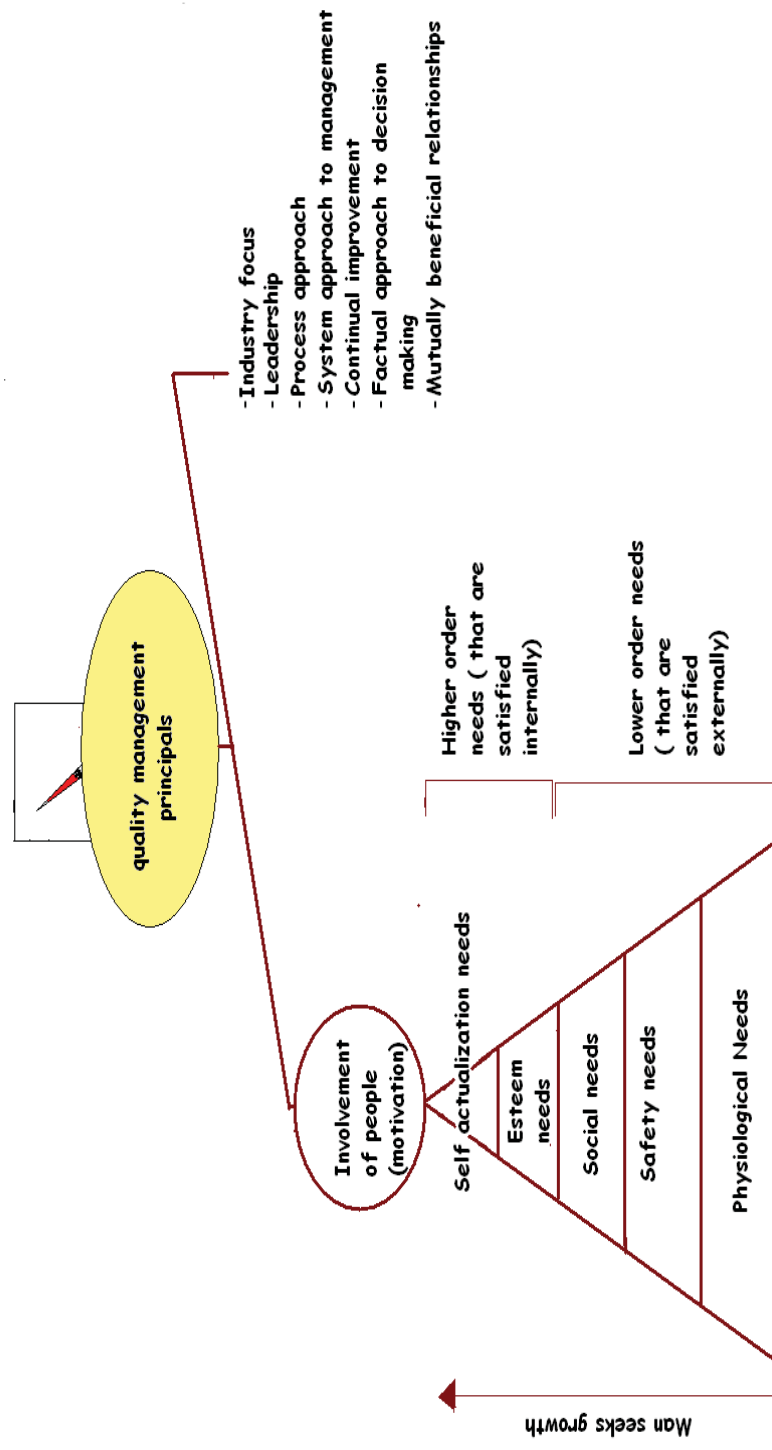 quality management
principals
Involvement
of people
(motivation)
-Industry focus
-Leadership
-Process approach
-System approach to management
-Continual improvement
-Factual approach to decision
making
-Mutually beneficial relationships
Self actualization needs
Esteem
needs
Social needs
Safety needs
Physiological Needs
Higher order
needs ( that are
satisfied
internally)
Lower order needs
( that are
satisfied
externally)
Man seeks growth